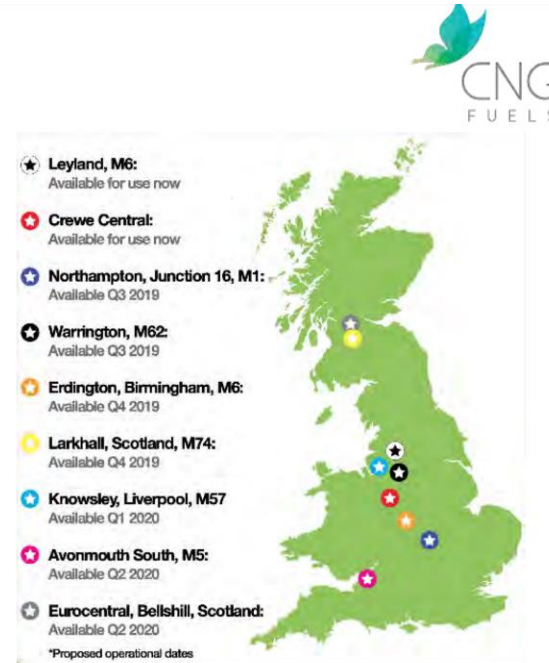 CNG
FUELS
Leyland, M6:
Available for use now
Crewe Central:
Available for use now
Northampton, Junction 16, M1:
Available Q3 2019
Warrington, M62:
Available Q3 2019
Erdington, Birmingham, M6:
Available Q4 2019
Larkhall, Scotland, M74:
Available Q4 2019
Knowsley, Liverpool, M57
Available Q1 2020
Avonmouth South, M5:
Available Q2 2020
Eurocentral, Bellshill, Scotland:
Available Q2 2020
*Proposed operational dates